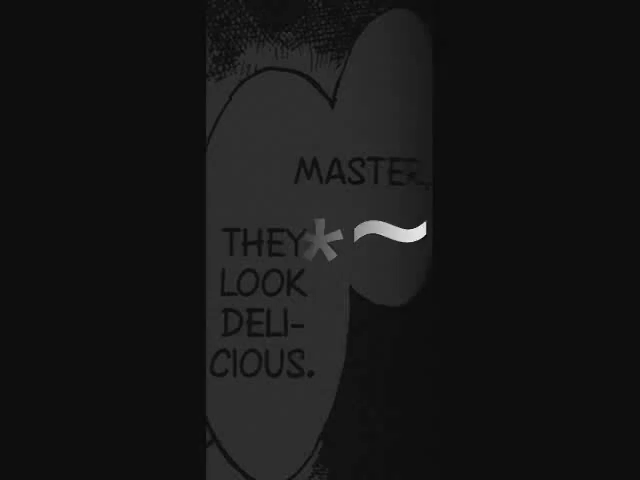 MASTER,
THEY
LOOK
DELI-
CIOUS.
*~